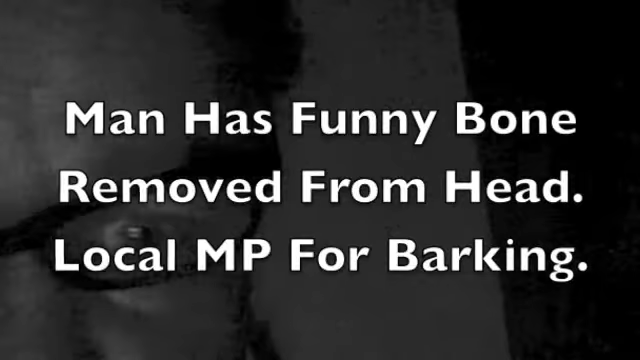 Man Has Funny Bone
Removed From Head.
Local MP For Barking.